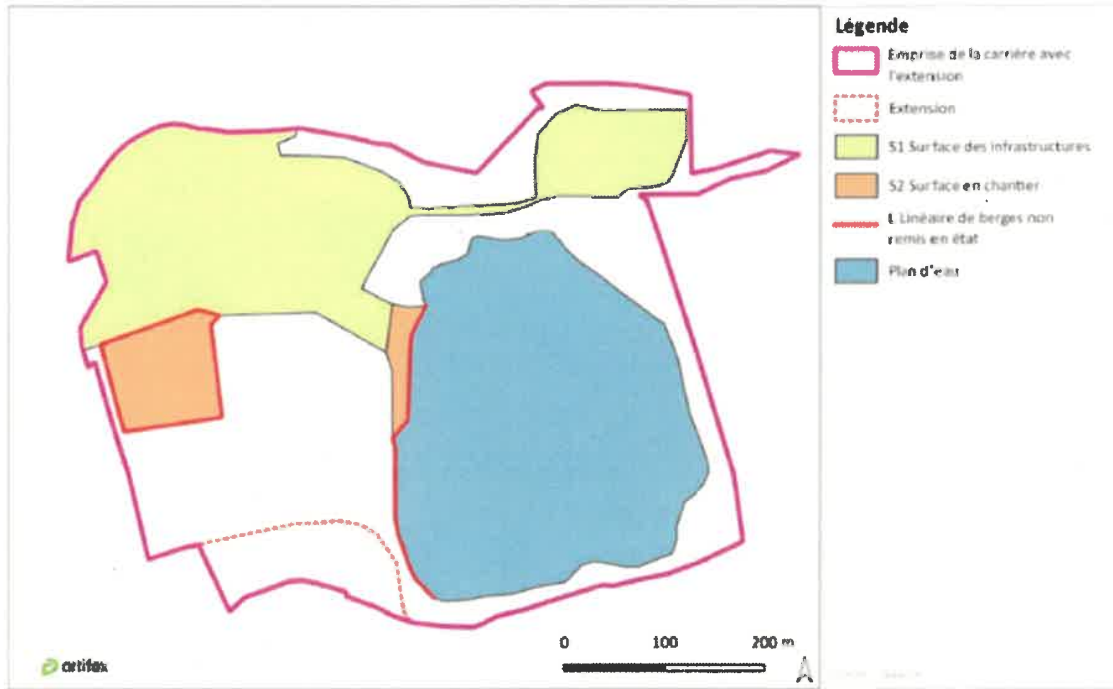 Légende
Emprise de la carrière avec
l'extension
Extension
S1 Surface des infrastructures
S2 Surface en chantier
L Linéaire de berges non
remis en état
Plan d'eau
0 100 200 m
artifex